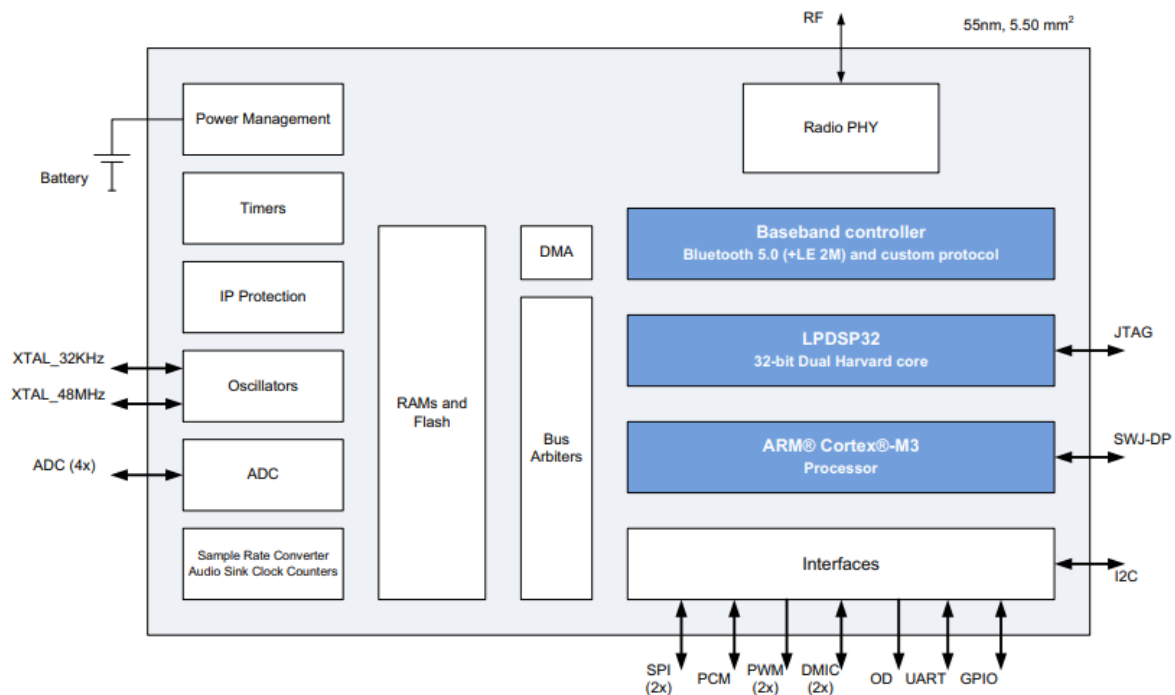 RF
55nm, 5.50 mm²
Power Management
Radio PHY
Battery
Timers
Baseband controller
Bluetooth 5.0 (+LE 2M) and custom protocol
DMA
IP Protection
LPDSP32
32-bit Dual Harvard core
JTAG
XTAL_32KHz
XTAL_48MHz
Oscillators
RAMs and
Flash
Bus
Arbiters
ARM® Cortex®-M3
Processor
SWJ-DP
ADC (4x)
ADC
Sample Rate Converter
Audio Sink Clock Counters
Interfaces
I2C
SPI
(2x)
PCM
PWM
(2x)
DMIC
(2x)
OD
UART
GPIO